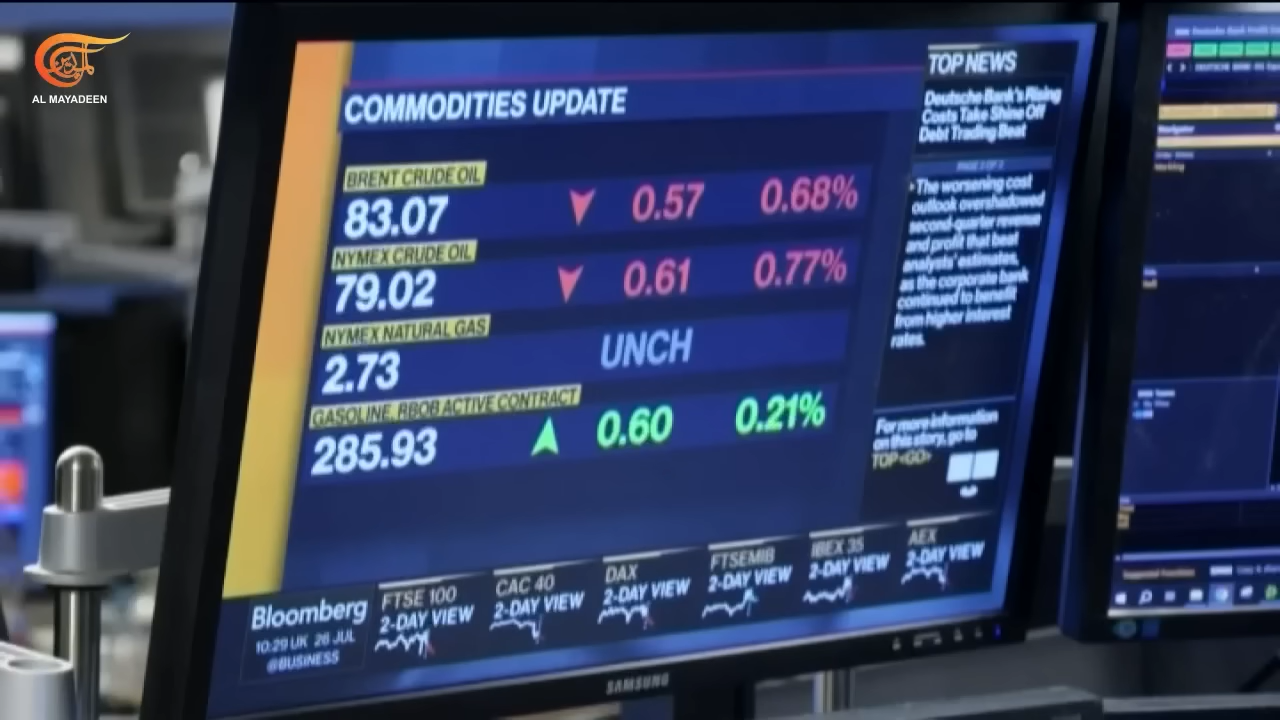 AL MAYADEEN
COMMODITIES UPDATE
BRENT CRUDE OIL
83.07 0.57 0.68%
NYMEX CRUDE OIL
79.02 0.61 0.77%
NYMEX NATURAL GAS
2.73 UNCH
GASOLINE, RBOB ACTIVE CONTRACT
285.93 0.60 0.21%
TOP NEWS
Deutsche Bank's Rising
Costs Take Shine Off
Debt Trading Beat
PAGE 2 OF 2
The worsening cost
outlook overshadowed
second-quarter revenue
and profit that beat
analysts' estimates,
as the corporate bank
continued to benefit
from higher interest
rates.
For more information
on this story, go to
TOP <GO>
FTSE 100
2-DAY VIEW
CAC 40
2-DAY VIEW
DAX
2-DAY VIEW
FTSEMIB
2-DAY VIEW
IBEX 35
2-DAY VIEW
AEX
2-DAY VIEW
Bloomberg
10:29 UK 26 JUL
@BUSINESS
SAMSUNG